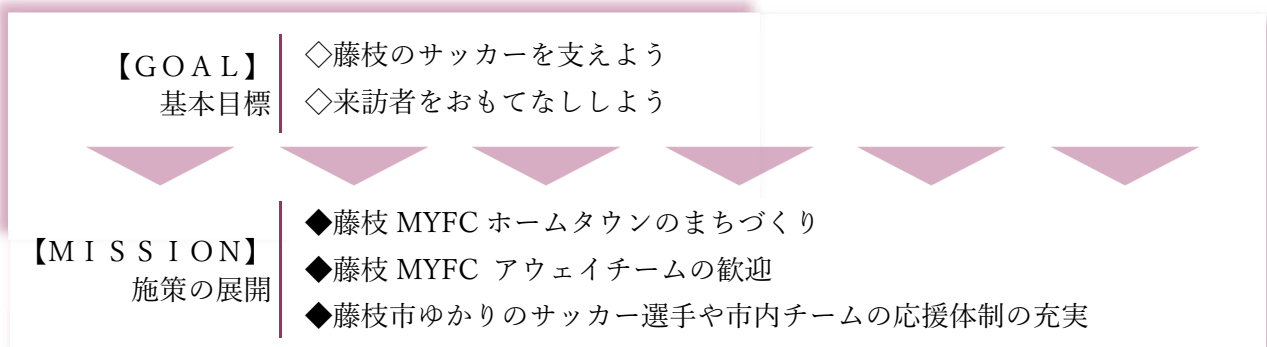 【ＧＯＡＬ】
基本目標
◇藤枝のサッカーを支えよう
◇来訪者をおもてなししよう
【ＭＩＳＳＩＯＮ】
施策の展開
◆藤枝 MYFC ホームタウンのまちづくり
◆藤枝 MYFC アウェイチームの歓迎
◆藤枝市ゆかりのサッカー選手や市内チームの応援体制の充実